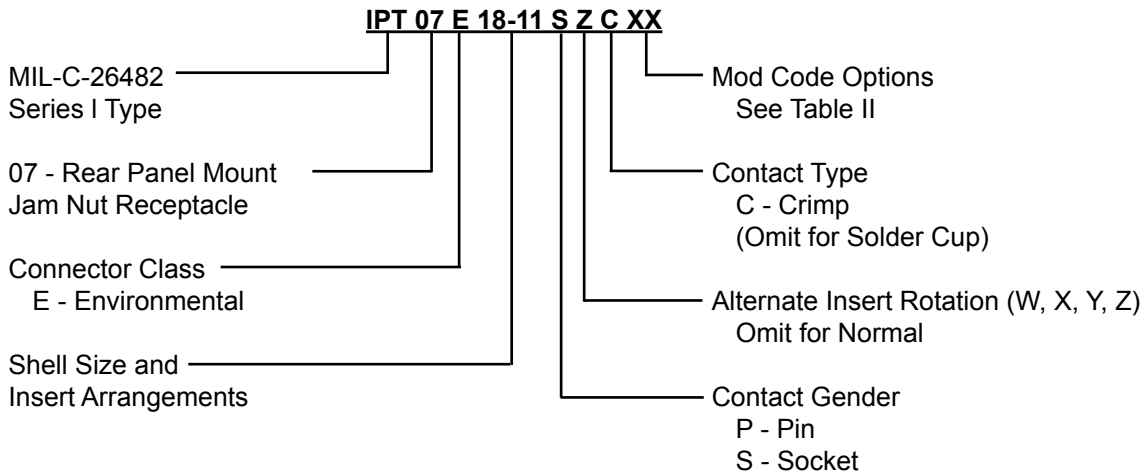 IPT 07 E 18-11 S Z C XX
MIL-C-26482
Series I Type
07 - Rear Panel Mount
Jam Nut Receptacle
Connector Class
E - Environmental
Shell Size and
Insert Arrangements
Mod Code Options
See Table II
Contact Type
C - Crimp
(Omit for Solder Cup)
Alternate Insert Rotation (W, X, Y, Z)
Omit for Normal
Contact Gender
P - Pin
S - Socket